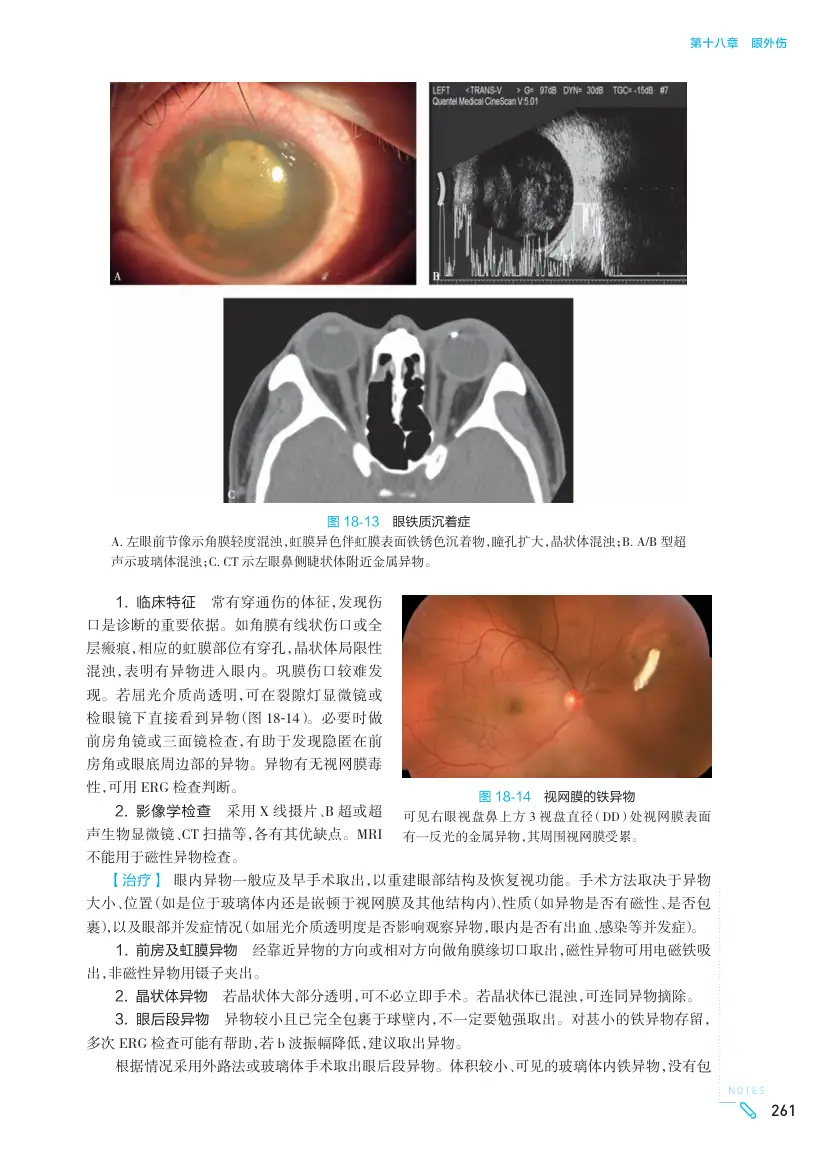 第十八章 眼外伤
LEFT <TRANS-V > G= 97dB DYN= 30dB TGC= -15dB #7
Quantel Medical CineScan V:5.01
A
B
C
图 18-13 眼铁质沉着症
A. 左眼前节像示角膜轻度混浊,虹膜异色伴虹膜表面铁锈色沉着物,瞳孔扩大,晶状体混浊;B. A/B 型超
声示玻璃体混浊;C. CT 示左眼鼻侧睫状体附近金属异物。
1. 临床特征 常有穿通伤的体征,发现伤
口是诊断的重要依据。如角膜有线状伤口或全
层瘢痕,相应的虹膜部位有穿孔,晶状体局限性
混浊,表明有异物进入眼内。巩膜伤口较难发
现。若屈光介质尚透明,可在裂隙灯显微镜或
检眼镜下直接看到异物(图 18-14)。必要时做
前房角镜或三面镜检查,有助于发现隐匿在前
房角或眼底周边部的异物。异物有无视网膜毒
性,可用 ERG 检查判断。
2. 影像学检查 采用 X 线摄片、B 超或超
声生物显微镜、CT 扫描等,各有其优缺点。MRI
不能用于磁性异物检查。
图 18-14 视网膜的铁异物
可见右眼视盘鼻上方 3 视盘直径(DD)处视网膜表面
有一反光的金属异物,其周围视网膜受累。
【治疗】 眼内异物一般应及早手术取出,以重建眼部结构及恢复视功能。手术方法取决于异物
大小、位置(如是位于玻璃体内还是嵌顿于视网膜及其他结构内)、性质(如异物是否有磁性、是否包
裹),以及眼部并发症情况(如屈光介质透明度是否影响观察异物,眼内是否有出血、感染等并发症)。
1. 前房及虹膜异物 经靠近异物的方向或相对方向做角膜缘切口取出,磁性异物可用电磁铁吸
出,非磁性异物用镊子夹出。
2. 晶状体异物 若晶状体大部分透明,可不必立即手术。若晶状体已混浊,可连同异物摘除。
3. 眼后段异物 异物较小且已完全包裹于球壁内,不一定要勉强取出。对甚小的铁异物存留,
多次 ERG 检查可能有帮助,若 b 波振幅降低,建议取出异物。
根据情况采用外路法或玻璃体手术取出眼后段异物。体积较小、可见的玻璃体内铁异物,没有包
NOTES
261